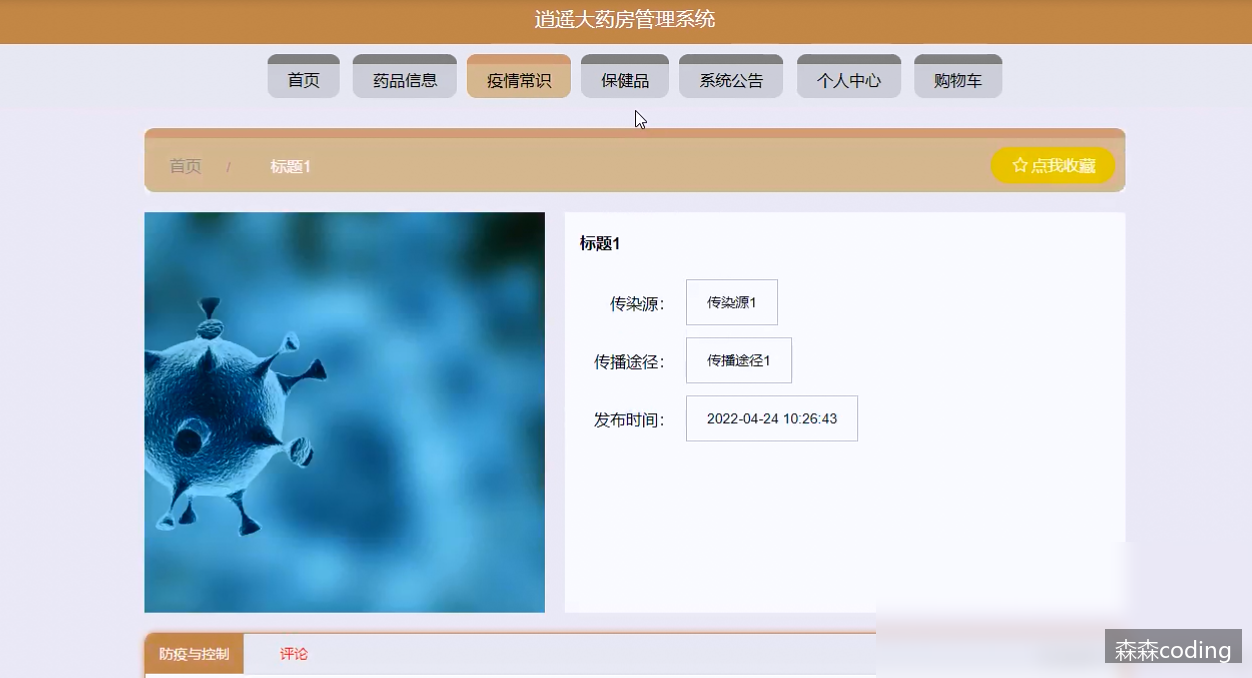 逍遥大药房管理系统
首页 药品信息 疫情常识 保健品 系统公告 个人中心 购物车
首页 / 标题1 ☆点我收藏
标题1
传染源： 传染源1
传播途径： 传播途径1
发布时间： 2022-04-24 10:26:43
防疫与控制 评论
森森coding